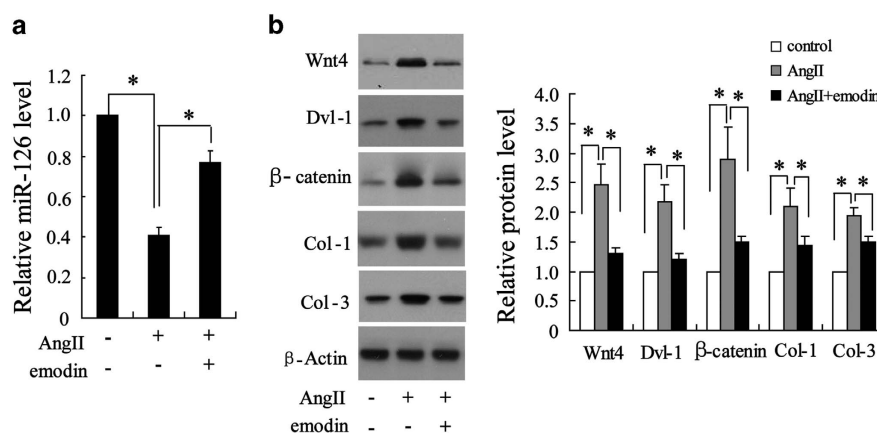 a
Relative miR-126 level
1.2
1.0
0.8
0.6
0.4
0.2
0
*
*
AngII - + +
emodin - - +
b
Wnt4
Dvl-1
β-catenin
Col-1
Col-3
β-Actin
AngII - + +
emodin - - +
control
AngII
AngII+emodin
Relative protein level
4.0
3.5
3.0
2.5
2.0
1.5
1.0
0.5
0
* *
* *
* *
* *
* *
Wnt4 Dvl-1 β-catenin Col-1 Col-3